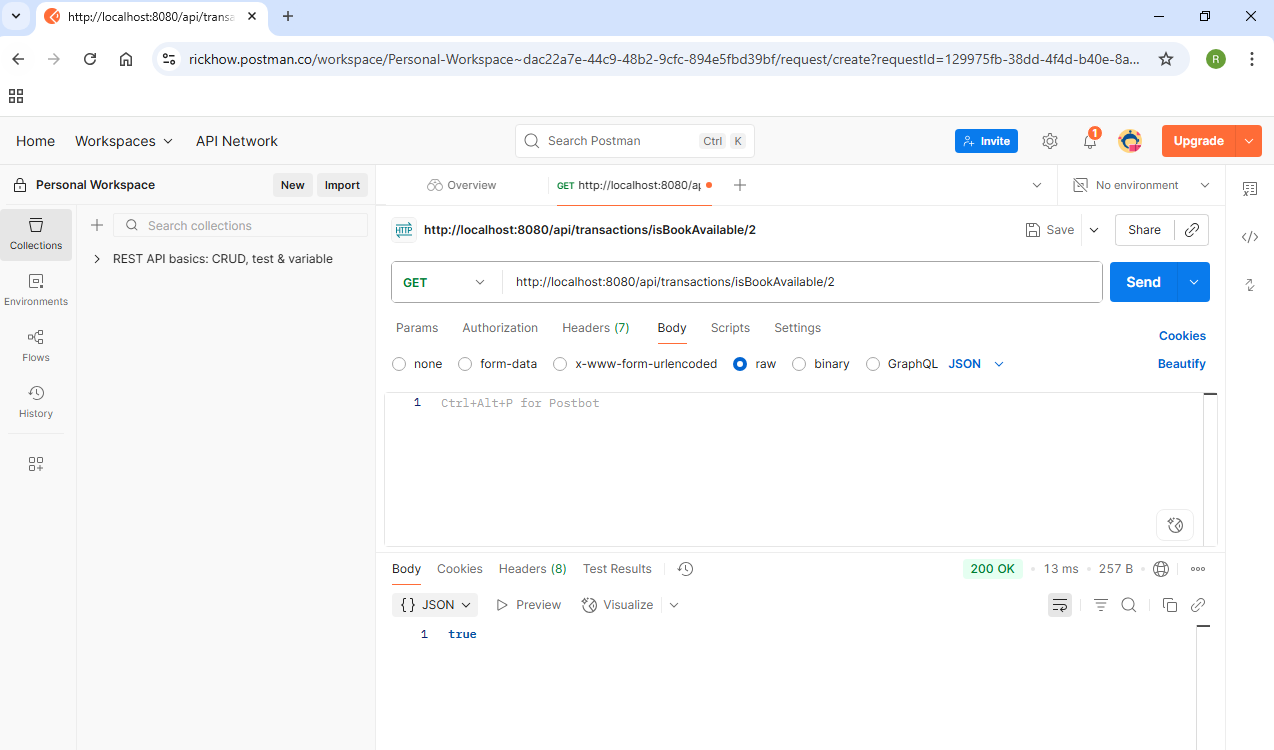 http://localhost:8080/api/transa
rickhow.postman.co/workspace/Personal-Workspace~dac22a7e-44c9-48b2-9cfc-894e5fbd39bf/request/create?requestId=129975fb-38dd-4f4d-b40e-8a...
R
Home Workspaces API Network Search Postman Ctrl K Invite 1 Upgrade
Personal Workspace New Import
Overview GET http://localhost:8080/ap No environment
Collections
Search collections
REST API basics: CRUD, test & variable
Environments
Flows
History
HTTP http://localhost:8080/api/transactions/isBookAvailable/2 Save Share
GET http://localhost:8080/api/transactions/isBookAvailable/2 Send
Params Authorization Headers (7) Body Scripts Settings Cookies
none form-data x-www-form-urlencoded raw binary GraphQL JSON Beautify
1 Ctrl+Alt+P for Postbot
Body Cookies Headers (8) Test Results 200 OK • 13 ms • 257 B •
{} JSON Preview Visualize
1 true